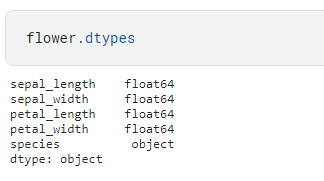 flower.dtypes
sepal_length    float64
sepal_width     float64
petal_length    float64
petal_width     float64
species          object
dtype: object